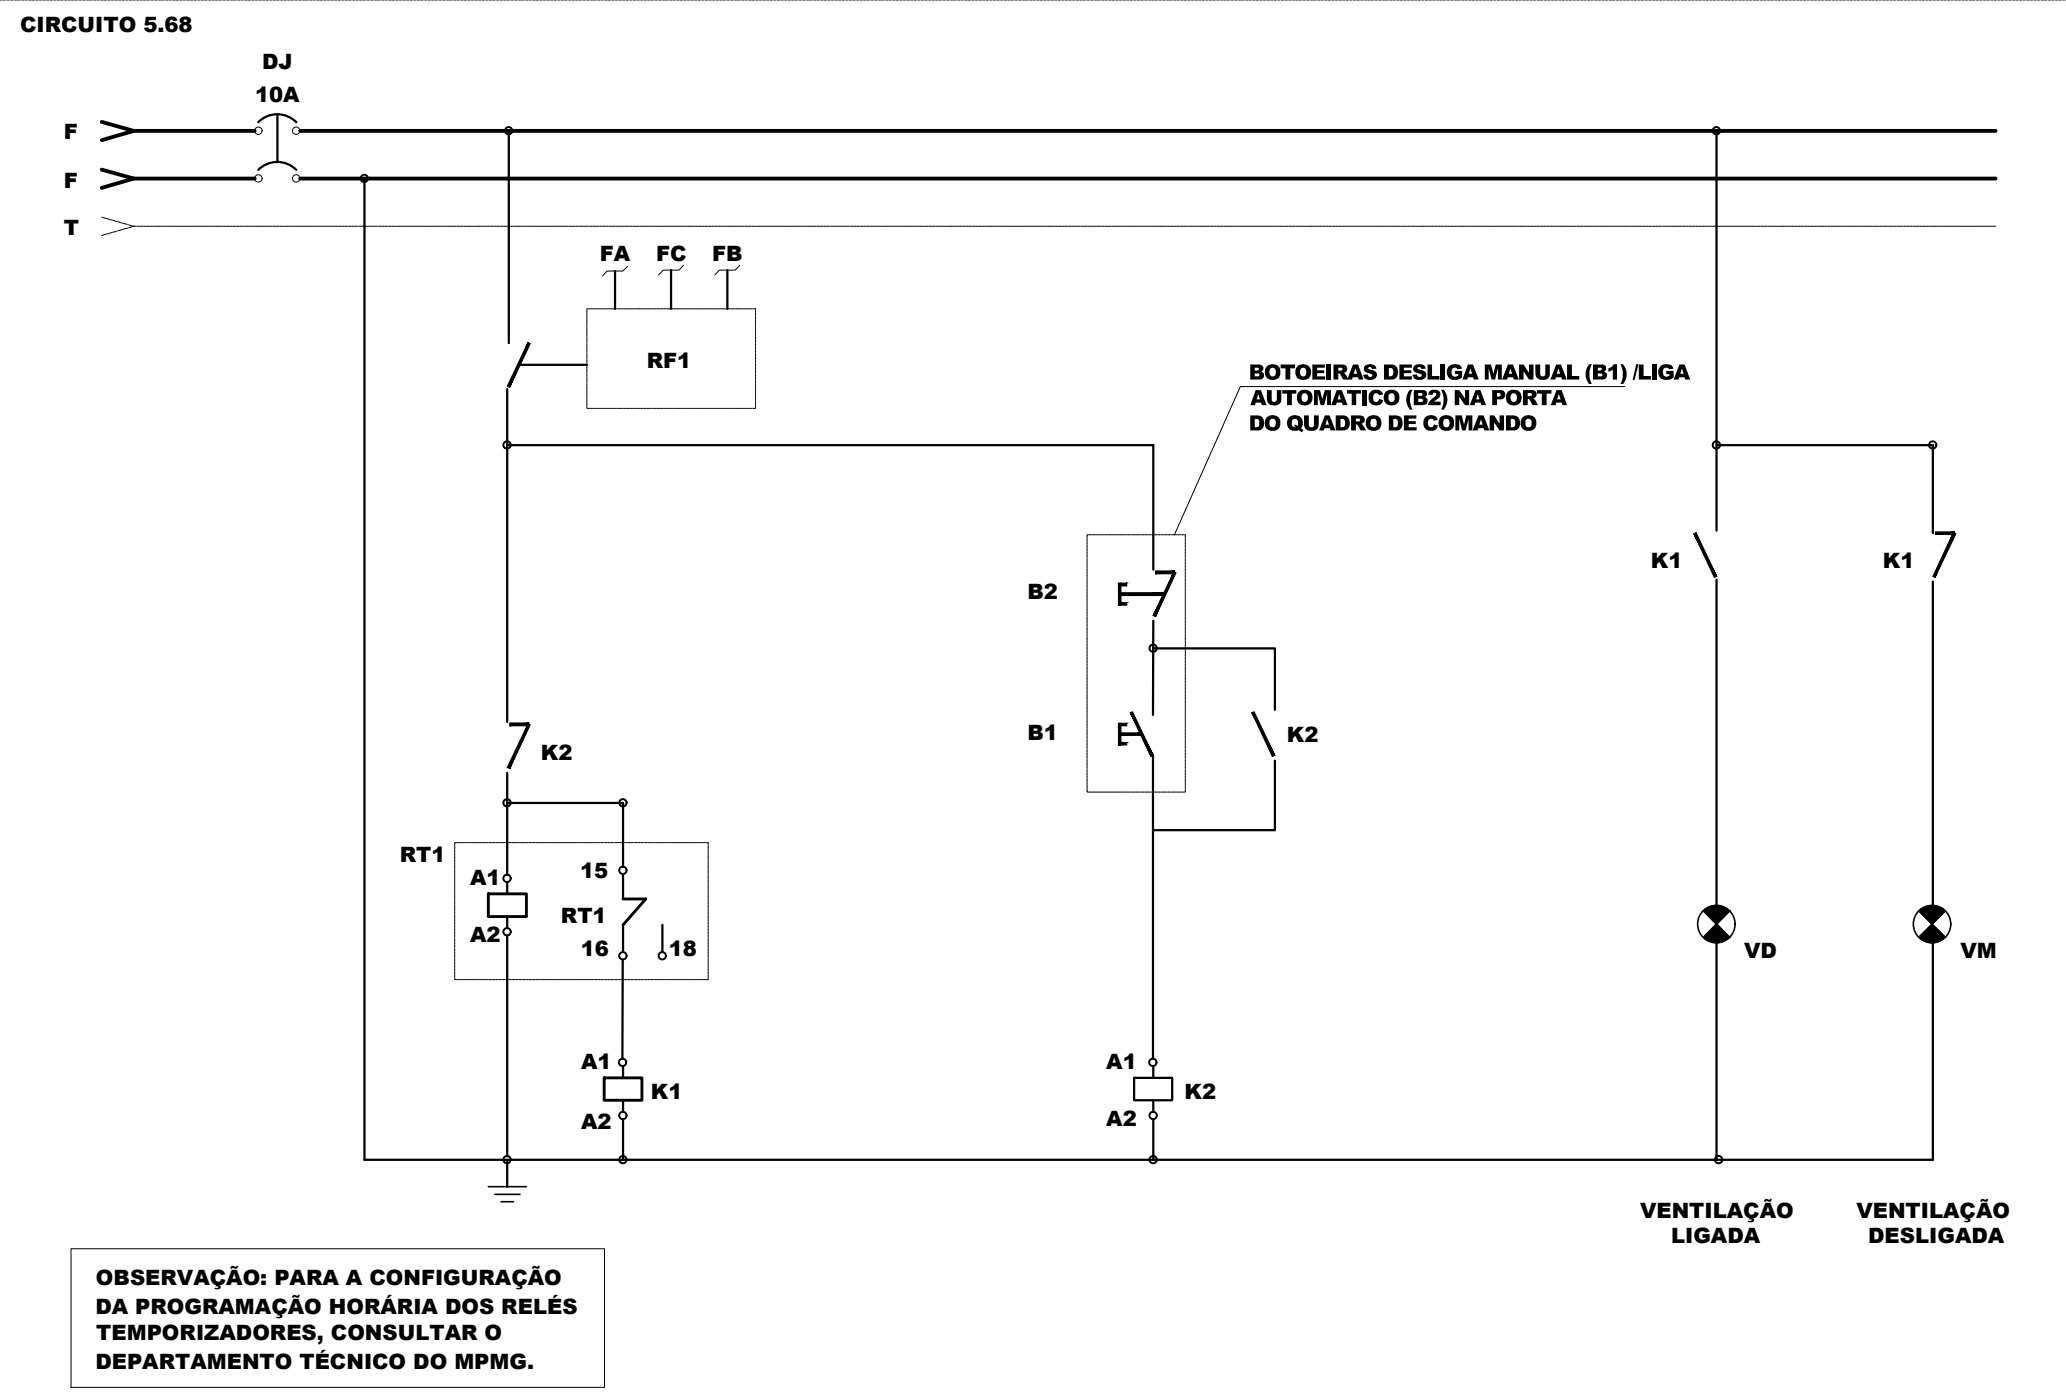 CIRCUITO 5.68
DJ
10A
F
F
T
FA FC FB
RF1
BOTOEIRAS DESLIGA MANUAL (B1) /LIGA
AUTOMATICO (B2) NA PORTA
DO QUADRO DE COMANDO
K1
K1
B2
B1
K2
K2
RT1
A1
15
RT1
A2
16
18
VD
VM
A1
K1
A2
A1
K2
A2
VENTILAÇÃO
LIGADA
VENTILAÇÃO
DESLIGADA
OBSERVAÇÃO: PARA A CONFIGURAÇÃO
DA PROGRAMAÇÃO HORÁRIA DOS RELÉS
TEMPORIZADORES, CONSULTAR O
DEPARTAMENTO TÉCNICO DO MPMG.